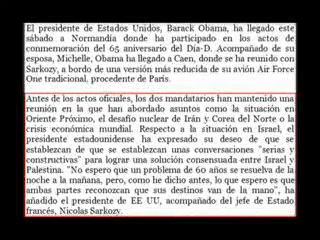 El presidente de Estados Unidos, Barack Obama, ha llegado este
sábado a Normandía donde ha participado en los actos de
conmemoración del 65 aniversario del Día-D. Acompañado de su
esposa, Michelle, Obama ha llegado a Caen, donde se ha reunido con
Sarkozy, a bordo de una versión más reducida de su avión Air Force
One tradicional, procedente de París.
Antes de los actos oficiales, los dos mandatarios han mantenido una
reunión en la que han abordado asuntos como la situación en
Oriente Próximo, el desafío nuclear de Irán y Corea del Norte o la
crisis económica mundial. Respecto a la situación en Israel, el
presidente estadounidense ha expresado su deseo de que se
establezcan de que se establezcan unas conversaciones "serias y
constructivas" para lograr una solución consensuada entre Israel y
Palestina. "No espero que un problema de 60 años se resuelva de la
noche a la mañana, pero, como he dicho antes, lo que espero es que
ambas partes reconozcan que sus destinos van de la mano", ha
añadido el presidente de EE UU, acompañado del jefe de Estado
francés, Nicolas Sarkozy.